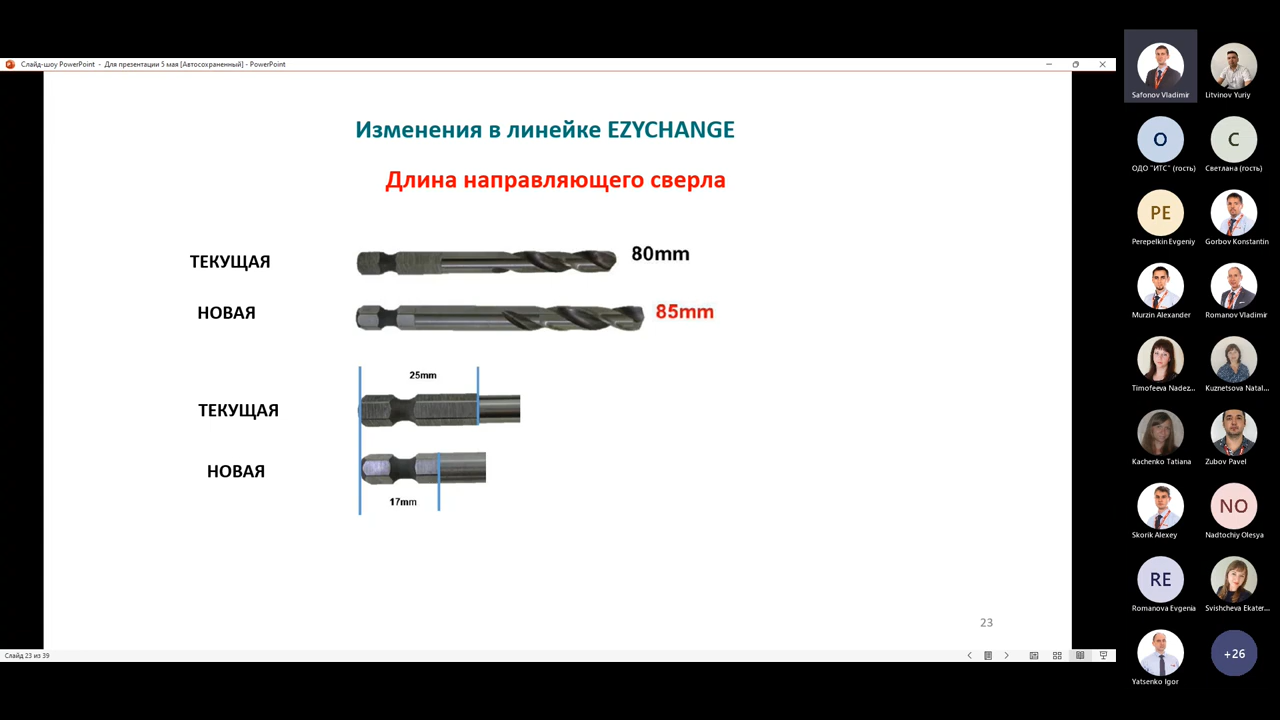 Слайд-шоу PowerPoint - Для презентации 5 мая [Автосохраненный] - PowerPoint
Изменения в линейке EZYCHANGE
Длина направляющего сверла
ТЕКУЩАЯ
80mm
НОВАЯ
85mm
25mm
ТЕКУЩАЯ
НОВАЯ
17mm
23
Слайд 23 из 39
Safonov Vladimir
Litvinov Yuriy
O
C
ОДО "ИТС" (гость)
Светлана (гость)
PE
Perepelkin Evgeniy
Gorbov Konstantin
Murzin Alexander
Romanov Vladimir
Timofeeva Nadez...
Kuznetsova Natal...
Kachenko Tatiana
Zubov Pavel
NO
Skorik Alexey
Nadtochiy Olesya
RE
Romanova Evgenia
Svishcheva Ekater...
+26
Yatsenko Igor